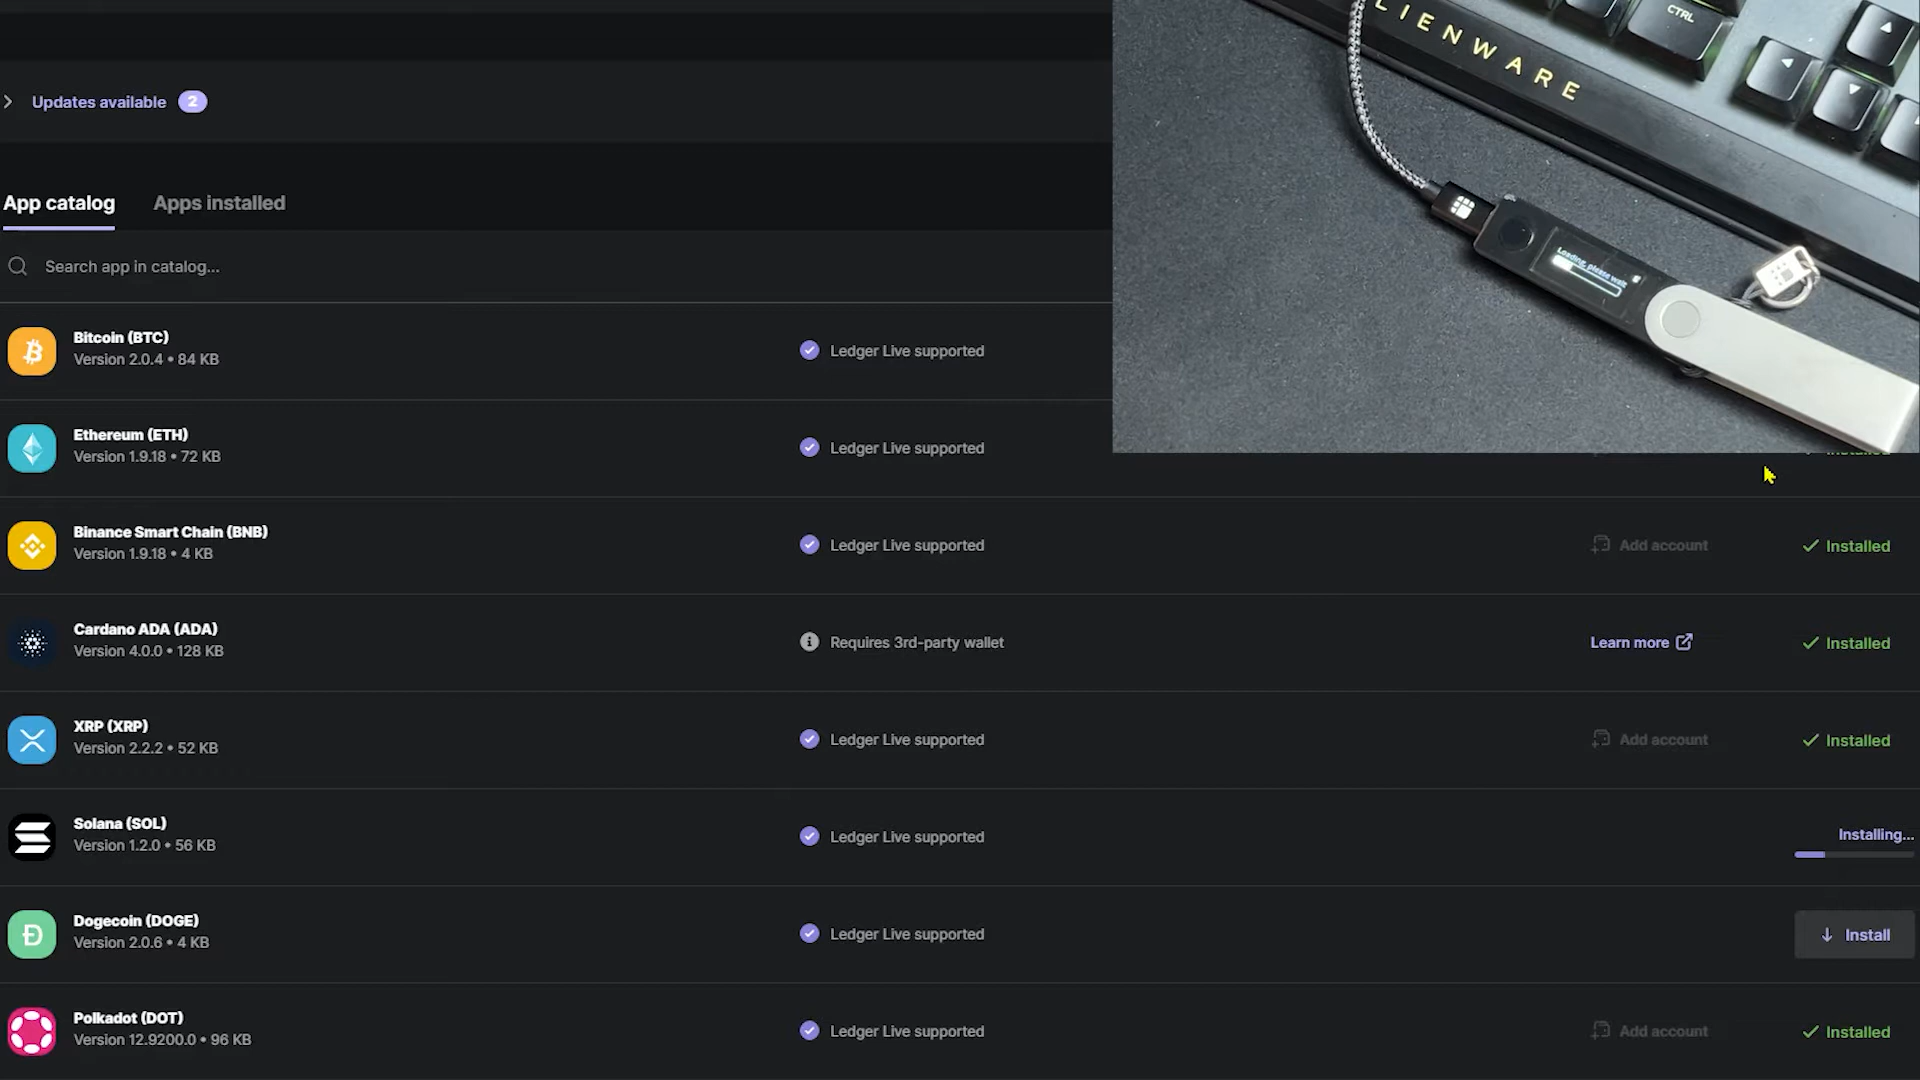 ALIENWARE
CTRL
Loading, please wait
Updates available 2
App catalog Apps installed
Search app in catalog...
Bitcoin (BTC)
Version 2.0.4 • 84 KB
Ledger Live supported
Ethereum (ETH)
Version 1.9.18 • 72 KB
Ledger Live supported
Installed
Binance Smart Chain (BNB)
Version 1.9.18 • 4 KB
Ledger Live supported
Add account
Installed
Cardano ADA (ADA)
Version 4.0.0 • 128 KB
Requires 3rd-party wallet
Learn more
Installed
XRP (XRP)
Version 2.2.2 • 52 KB
Ledger Live supported
Add account
Installed
Solana (SOL)
Version 1.2.0 • 56 KB
Ledger Live supported
Installing...
Dogecoin (DOGE)
Version 2.0.6 • 4 KB
Ledger Live supported
Install
Polkadot (DOT)
Version 12.9200.0 • 96 KB
Ledger Live supported
Add account
Installed